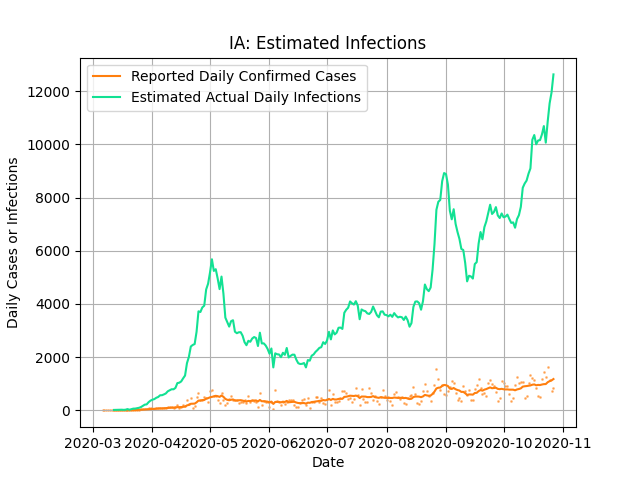 IA: Estimated Infections
Reported Daily Confirmed Cases
Estimated Actual Daily Infections
Daily Cases or Infections
12000
10000
8000
6000
4000
2000
0
2020-03 2020-04 2020-05 2020-06 2020-07 2020-08 2020-09 2020-10 2020-11
Date